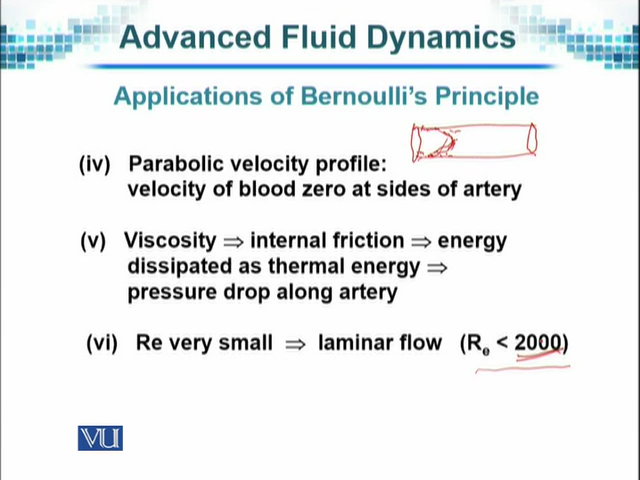 Advanced Fluid Dynamics
Applications of Bernoulli's Principle
(iv) Parabolic velocity profile:
velocity of blood zero at sides of artery
(v) Viscosity ⇒ internal friction ⇒ energy
dissipated as thermal energy ⇒
pressure drop along artery
(vi) Re very small ⇒ laminar flow (Re < 2000)
VU